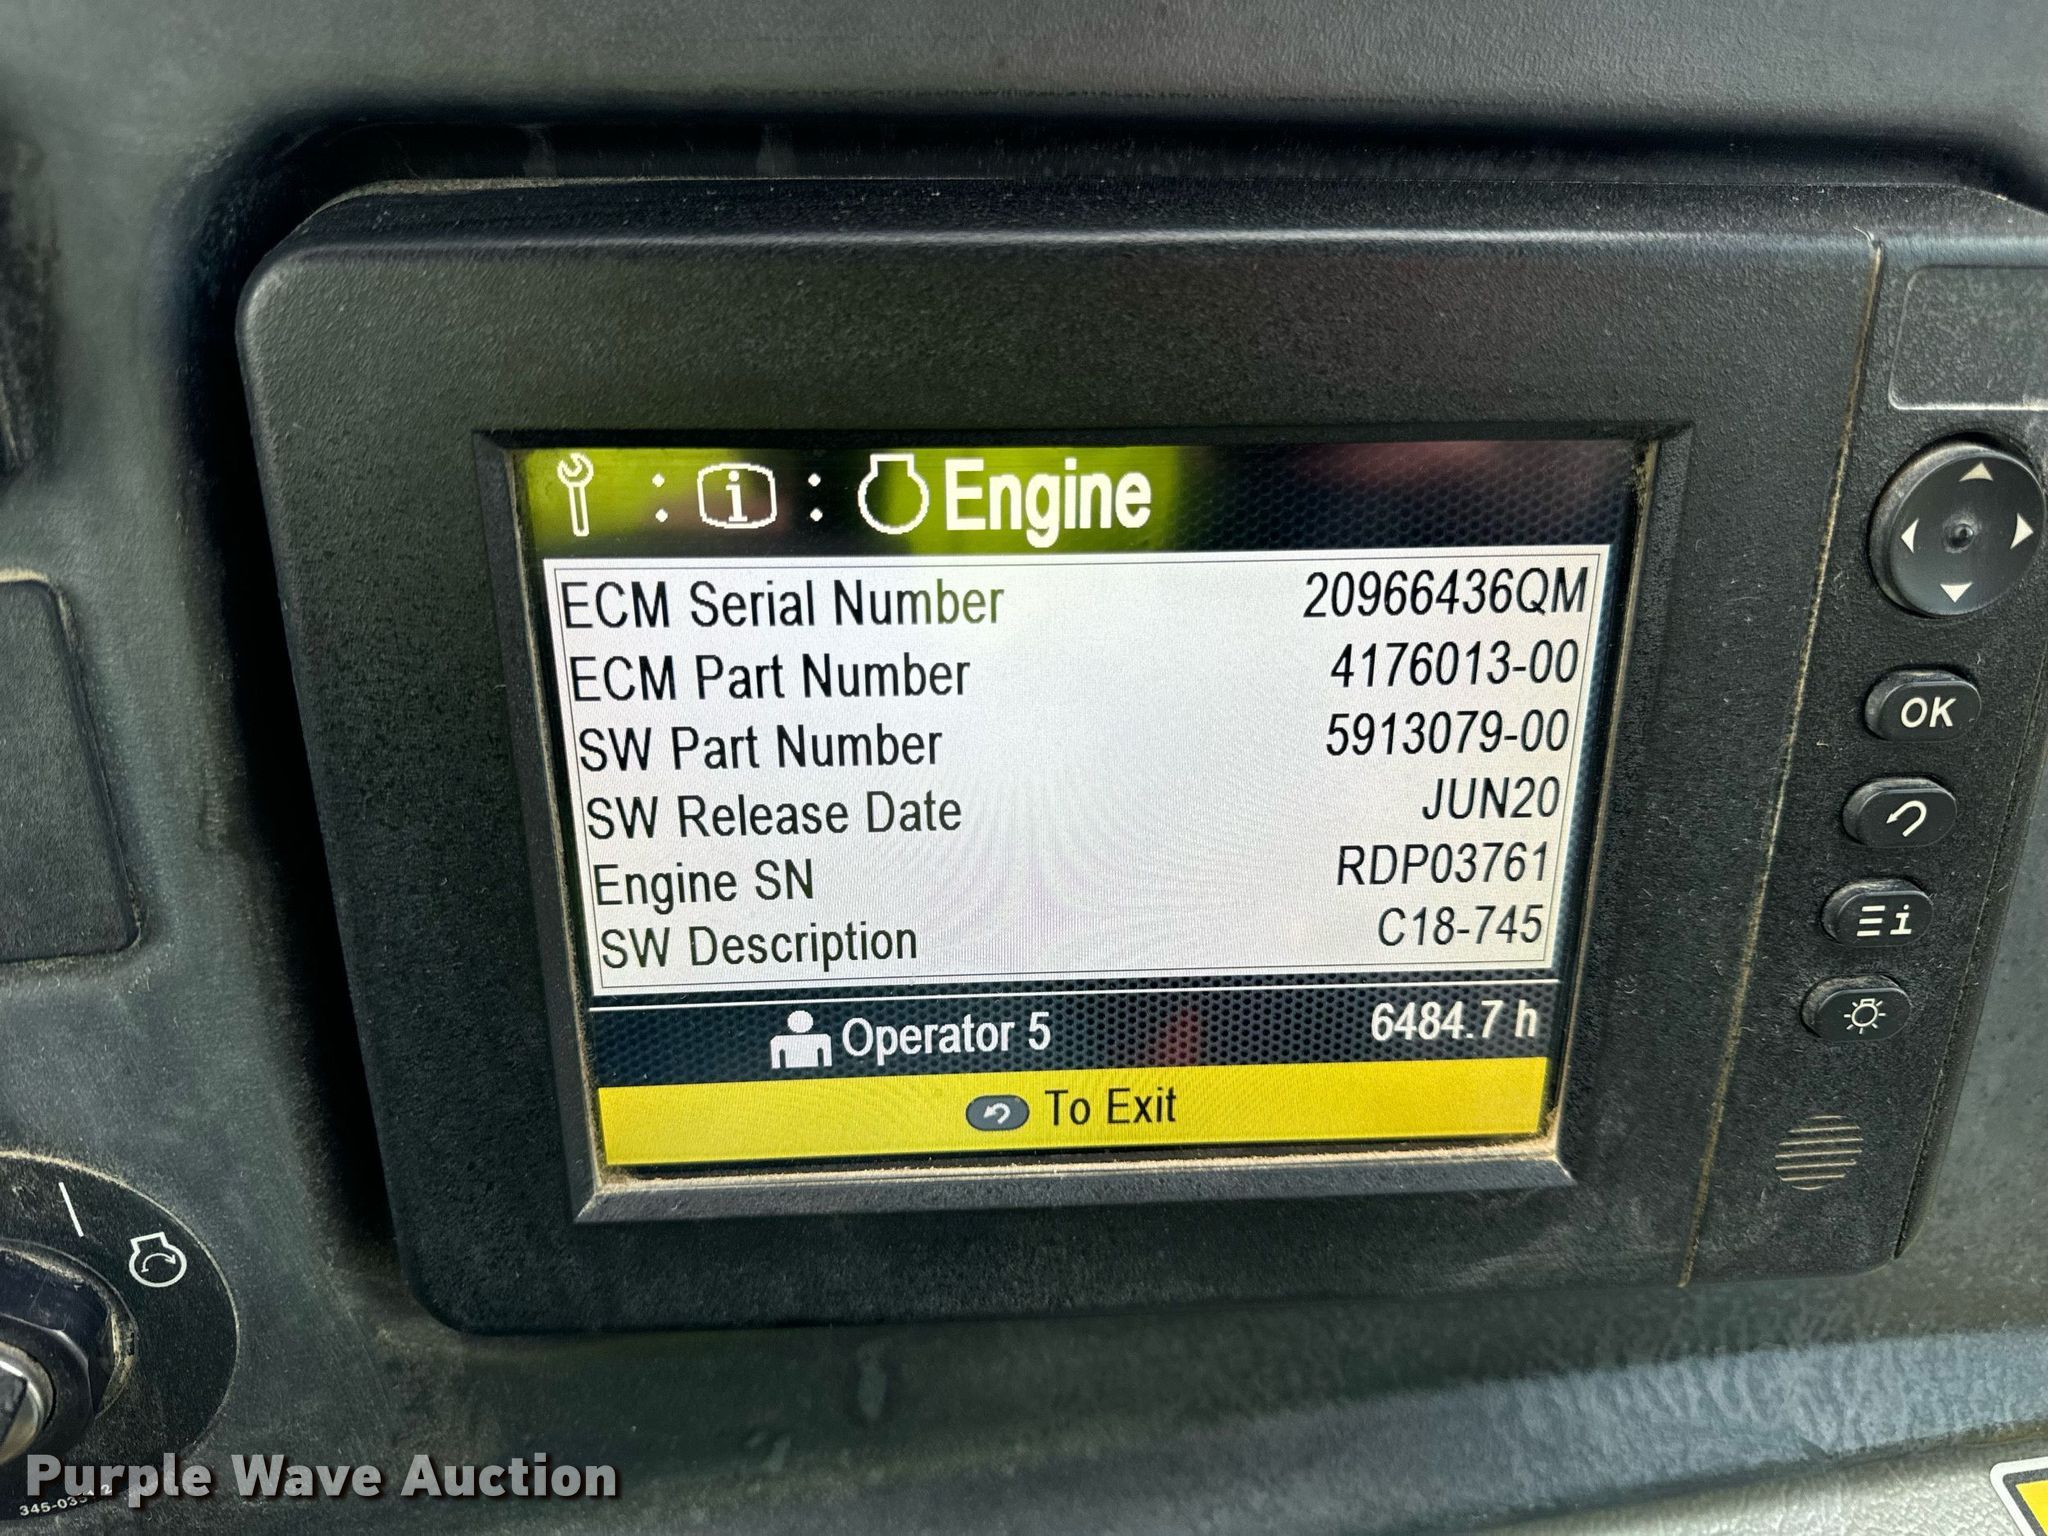 Engine
ECM Serial Number 20966436QM
ECM Part Number 4176013-00
SW Part Number 5913079-00
SW Release Date JUN20
Engine SN RDP03761
SW Description C18-745
Operator 5 6484.7 h
To Exit
OK
i
Purple Wave Auction